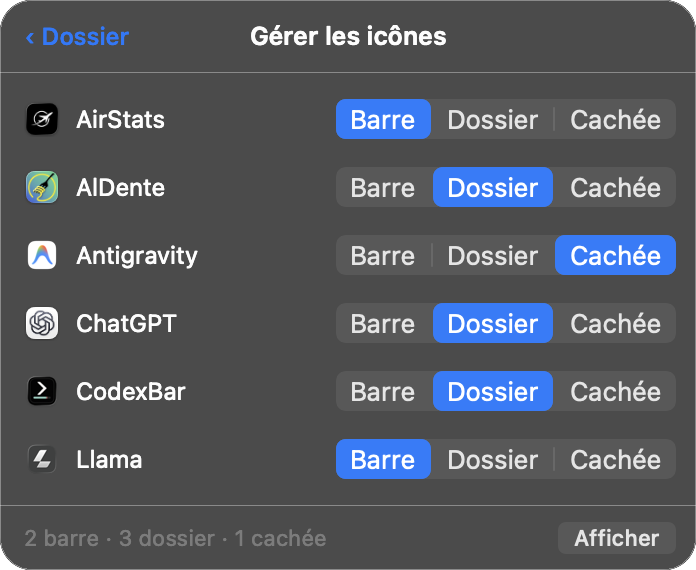 ‹ Dossier Gérer les icônes
AirStats Barre Dossier Cachée
AlDente Barre Dossier Cachée
Antigravity Barre Dossier Cachée
ChatGPT Barre Dossier Cachée
CodexBar Barre Dossier Cachée
Llama Barre Dossier Cachée
2 barre · 3 dossier · 1 cachée Afficher